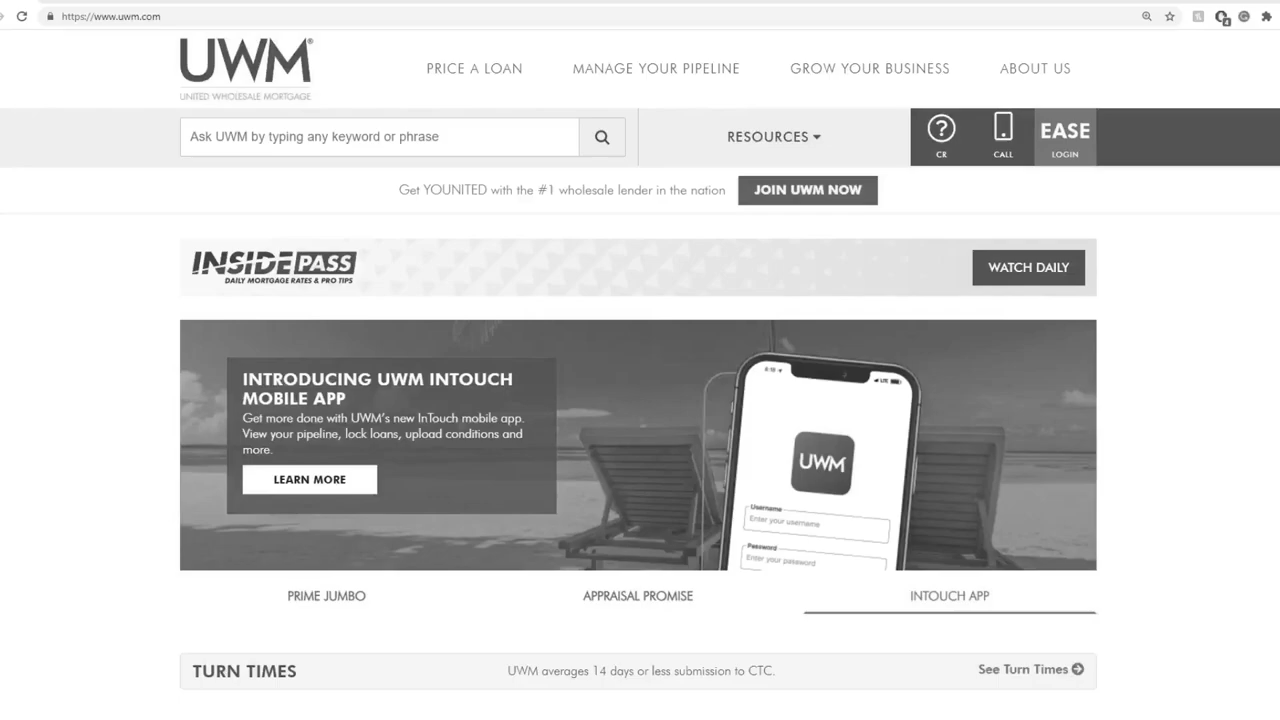 https://www.uwm.com
UWM®
UNITED WHOLESALE MORTGAGE
PRICE A LOAN
MANAGE YOUR PIPELINE
GROW YOUR BUSINESS
ABOUT US
Ask UWM by typing any keyword or phrase
RESOURCES
CR
CALL
EASE
LOGIN
Get YOUNITED with the #1 wholesale lender in the nation
JOIN UWM NOW
INSIDE PASS
DAILY MORTGAGE RATES & PRO TIPS
WATCH DAILY
INTRODUCING UWM INTOUCH
MOBILE APP
Get more done with UWM's new InTouch mobile app.
View your pipeline, lock loans, upload conditions and
more.
LEARN MORE
6:10
LTE
UWM
Username
Enter your username
Password
Enter your password
PRIME JUMBO
APPRAISAL PROMISE
INTOUCH APP
TURN TIMES
UWM averages 14 days or less submission to CTC.
See Turn Times